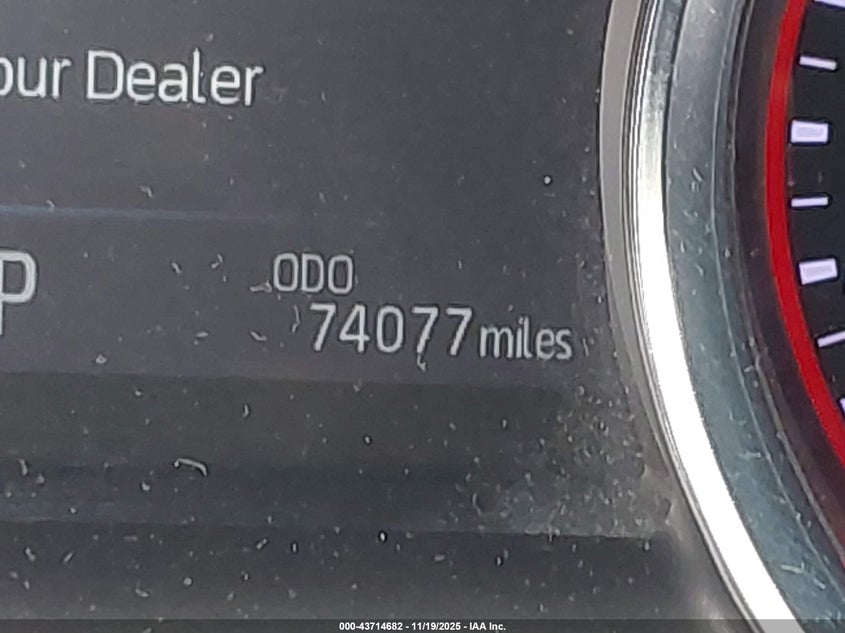 our Dealer
P
ODO
74077 miles
000-43714682 - 11/19/2025 - IAA Inc.